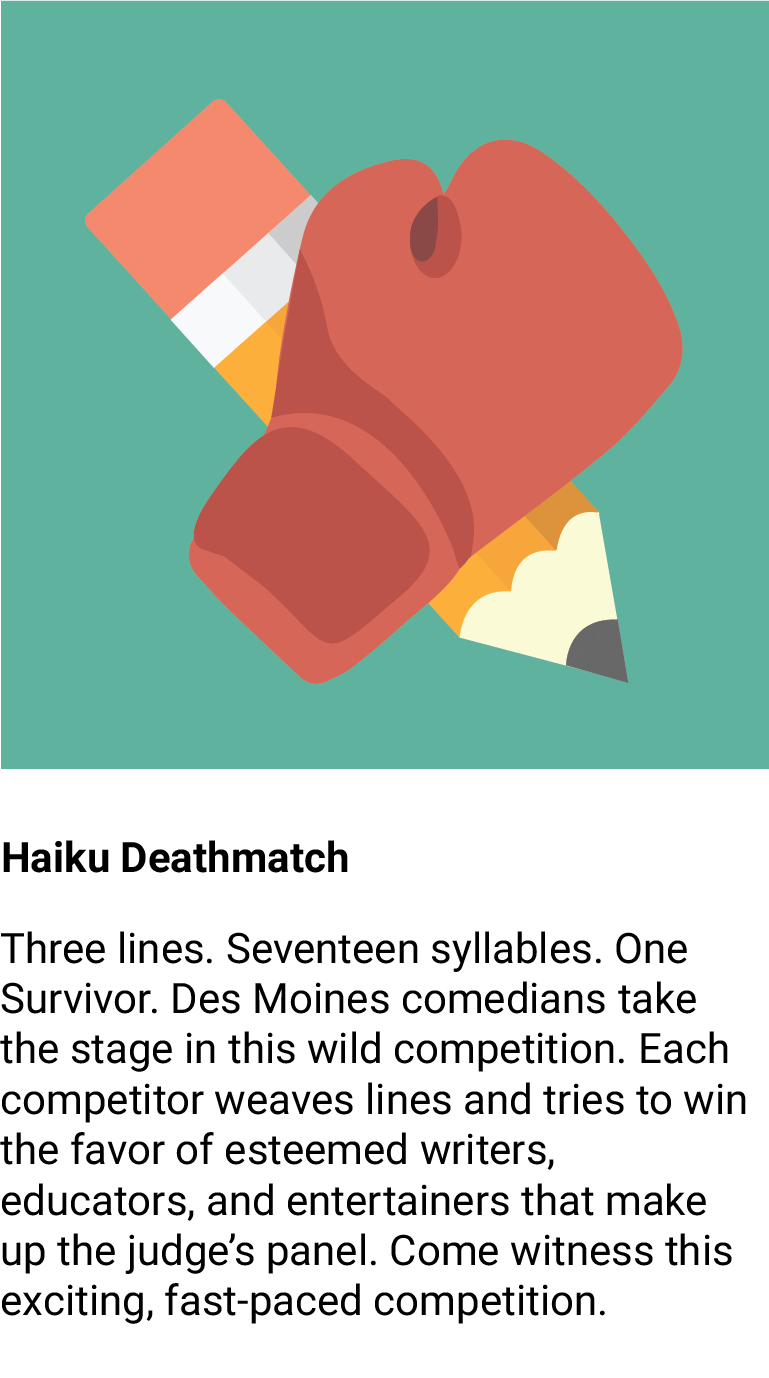 Haiku Deathmatch
Three lines. Seventeen syllables. One
Survivor. Des Moines comedians take
the stage in this wild competition. Each
competitor weaves lines and tries to win
the favor of esteemed writers,
educators, and entertainers that make
up the judge’s panel. Come witness this
exciting, fast-paced competition.